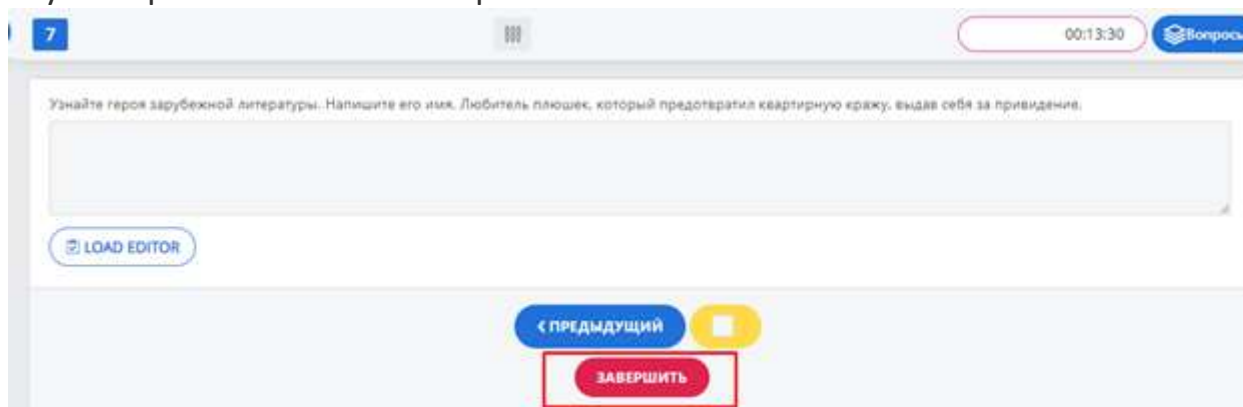 7
00:13:30
Вопросы
Узнайте героя зарубежной литературы. Напишите его имя. Любитель плюшек, который предотвратил квартирную кражу, выдав себя за привидение.
LOAD EDITOR
< ПРЕДЫДУЩИЙ
ЗАВЕРШИТЬ